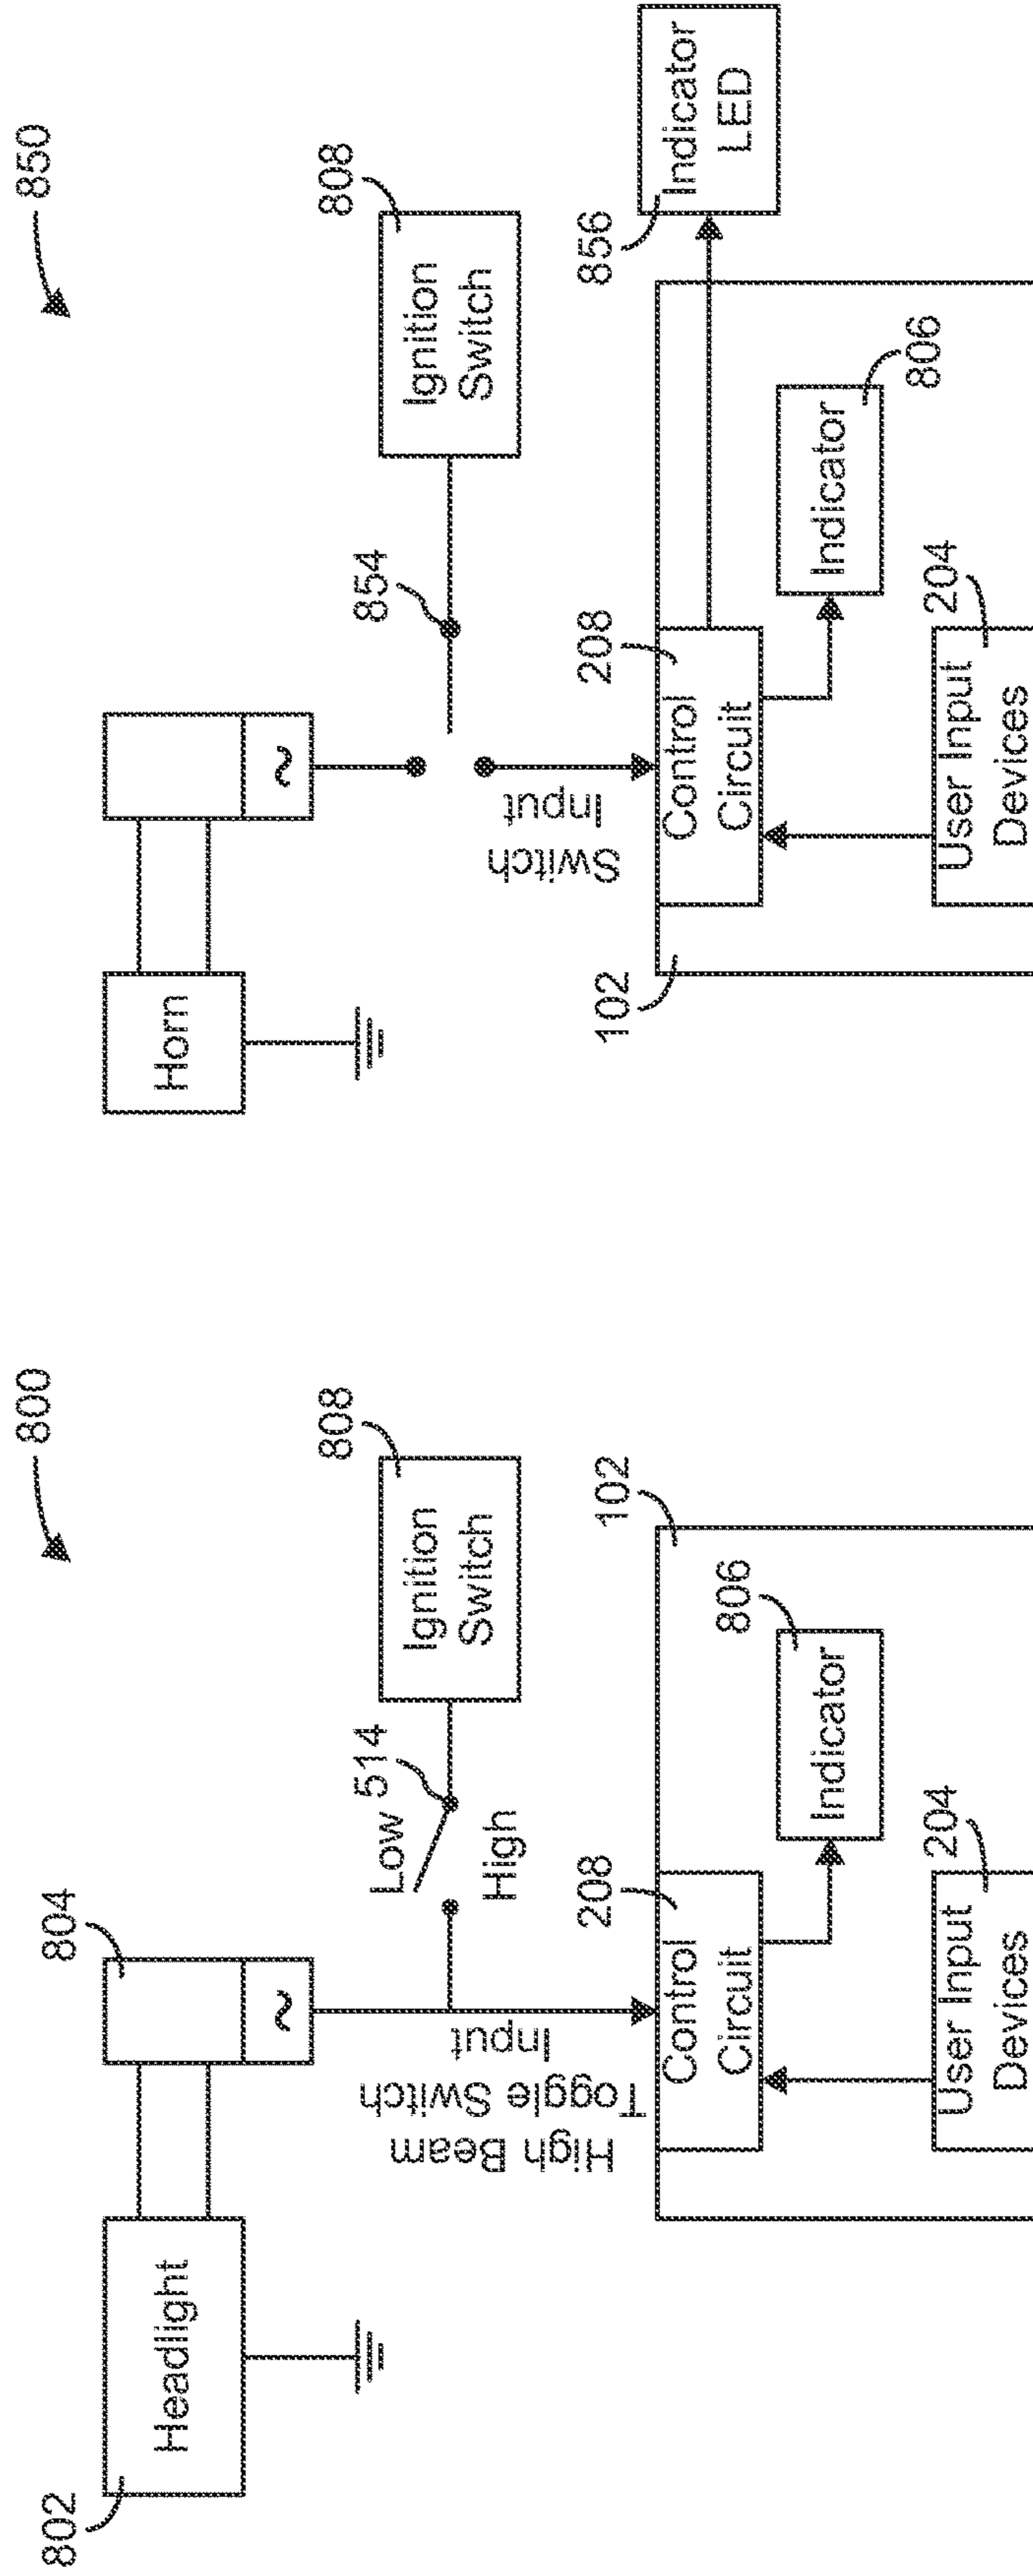 800
802
Headlight
804
Low
514
High
808
Ignition
Switch
High Beam
Toggle Switch
Input
208
Control
Circuit
806
Indicator
102
204
User Input
Devices
850
Horn
854
808
Ignition
Switch
Switch
Input
856
Indicator
LED
102
208
Control
Circuit
806
Indicator
204
User Input
Devices
~
~